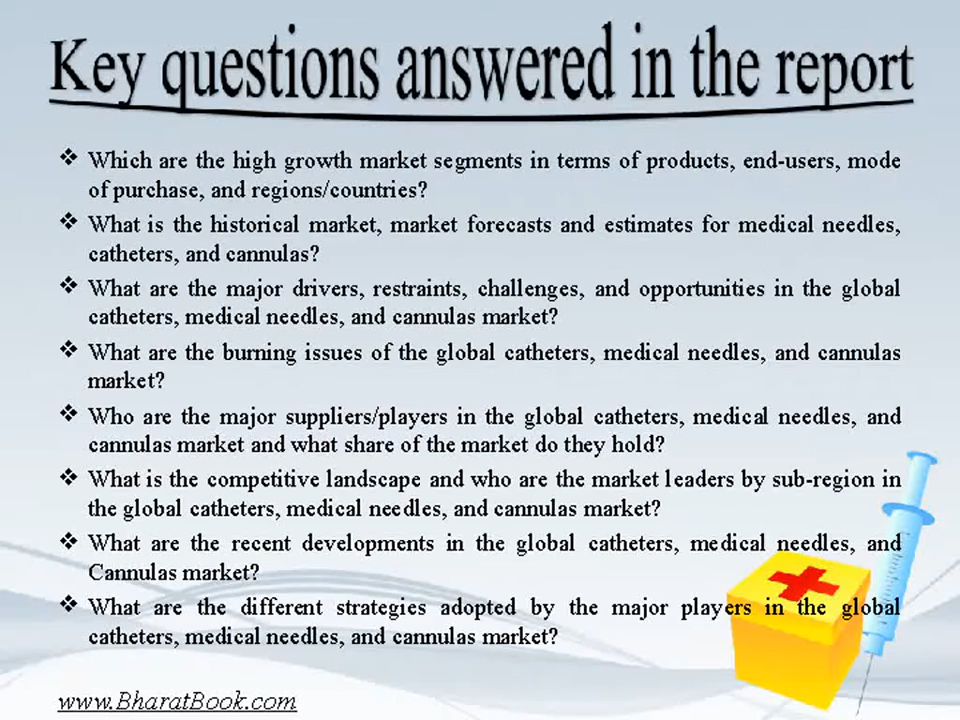 Key questions answered in the report
❖ Which are the high growth market segments in terms of products, end-users, mode
of purchase, and regions/countries?
❖ What is the historical market, market forecasts and estimates for medical needles,
catheters, and cannulas?
❖ What are the major drivers, restraints, challenges, and opportunities in the global
catheters, medical needles, and cannulas market?
❖ What are the burning issues of the global catheters, medical needles, and cannulas
market?
❖ Who are the major suppliers/players in the global catheters, medical needles, and
cannulas market and what share of the market do they hold?
❖ What is the competitive landscape and who are the market leaders by sub-region in
the global catheters, medical needles, and cannulas market?
❖ What are the recent developments in the global catheters, medical needles, and
Cannulas market?
❖ What are the different strategies adopted by the major players in the global
catheters, medical needles, and cannulas market?
www.BharatBook.com